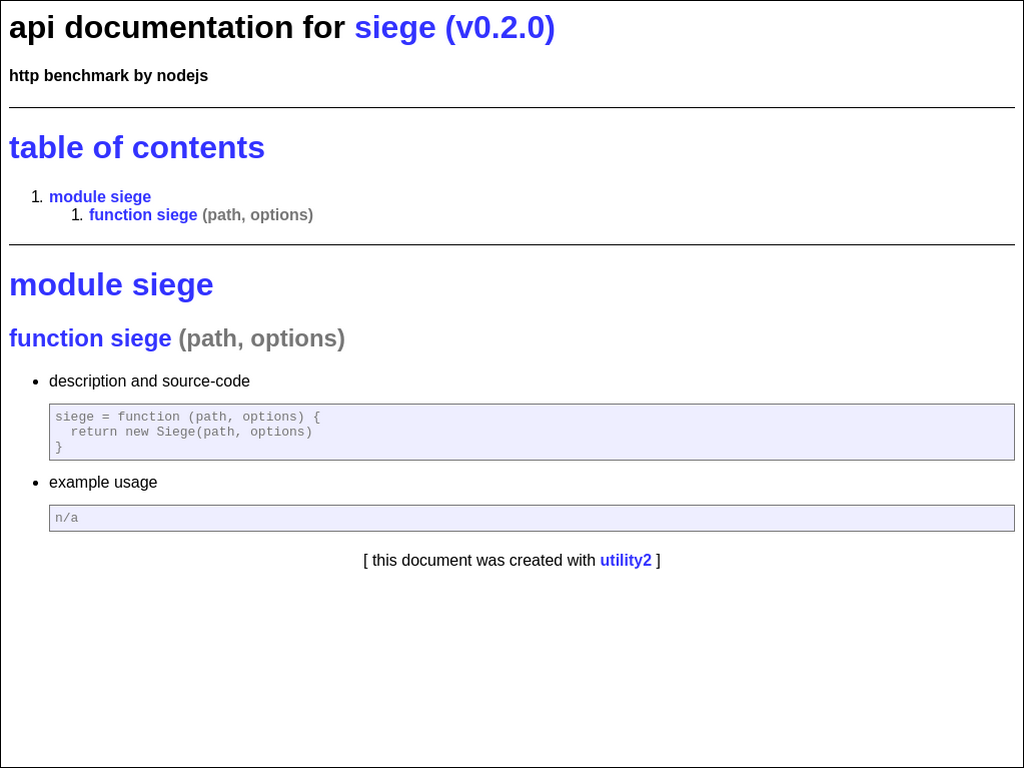 api documentation for siege (v0.2.0)
http benchmark by nodejs
table of contents
1. module siege
1. function siege (path, options)
module siege
function siege (path, options)
• description and source-code
siege = function (path, options) {
  return new Siege(path, options)
}
• example usage
n/a
[ this document was created with utility2 ]